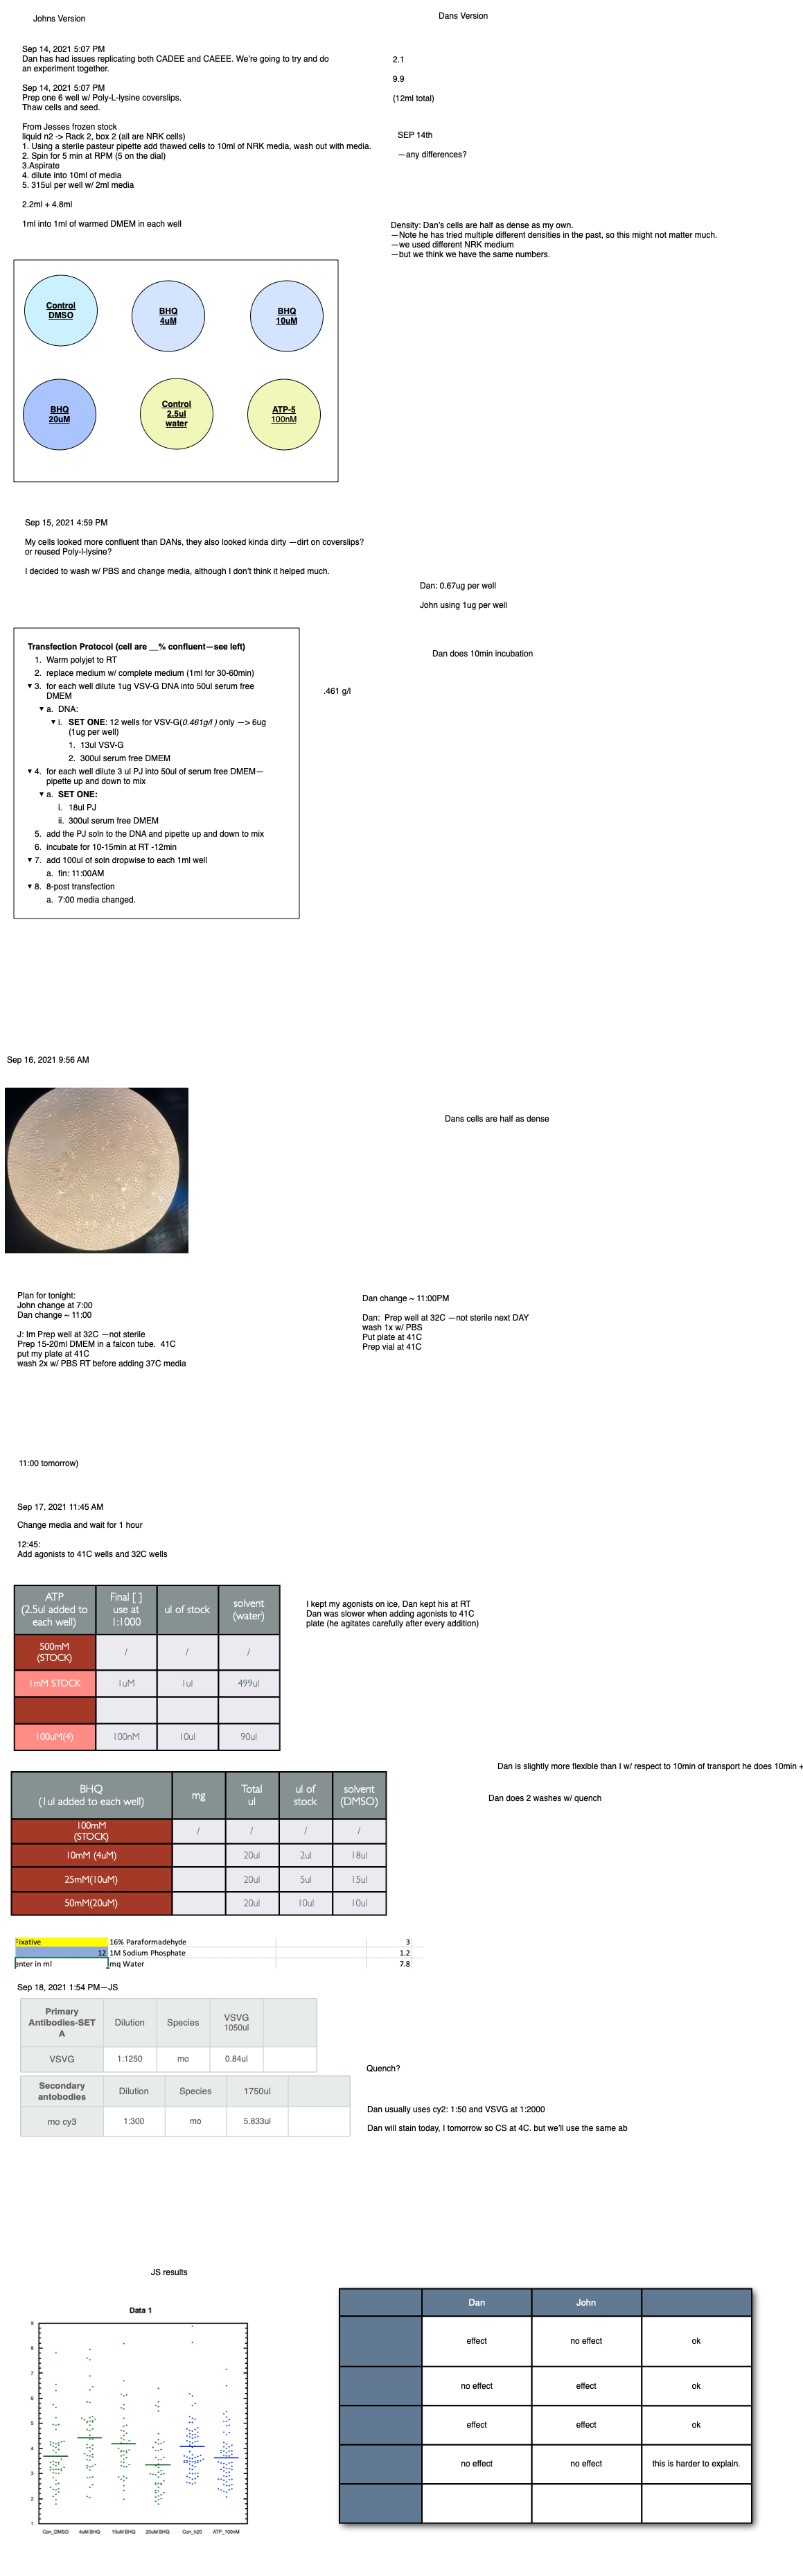 Johns Version
Dans Version
Sep 14, 2021 5:07 PM
Dan has had issues replicating both CADEE and CAEEE. We're going to try and do
an experiment together.
2.1
9.9
(12ml total)
Sep 14, 2021 5:07 PM
Prep one 6 well w/ Poly-L-lysine coverslips.
Thaw cells and seed.
SEP 14th
—any differences?
From Jesses frozen stock
liquid n2 -> Rack 2, box 2 (all are NRK cells)
1. Using a sterile pasteur pipette add thawed cells to 10ml of NRK media, wash out with media.
2. Spin for 5 min at RPM (5 on the dial)
3.Aspirate
4. dilute into 10ml of media
5. 315ul per well w/ 2ml media
2.2ml + 4.8ml
1ml into 1ml of warmed DMEM in each well
Density: Dan's cells are half as dense as my own.
—Note he has tried multiple different densities in the past, so this might not matter much.
—we used different NRK medium
—but we think we have the same numbers.
Control
DMSO
BHQ
4uM
BHQ
10uM
BHQ
20uM
Control
2.5ul
water
ATP-5
100nM
Sep 15, 2021 4:59 PM
My cells looked more confluent than DANs, they also looked kinda dirty —dirt on coverslips?
or reused Poly-l-lysine?
I decided to wash w/ PBS and change media, although I don't think it helped much.
Dan: 0.67ug per well
John using 1ug per well
Dan does 10min incubation
.461 g/l
Transfection Protocol (cell are __% confluent—see left)
1. Warm polyjet to RT
2. replace medium w/ complete medium (1ml for 30-60min)
▼ 3. for each well dilute 1ug VSV-G DNA into 50ul serum free
DMEM
▼ a. DNA:
▼ i. SET ONE: 12 wells for VSV-G(0.461g/l ) only —> 6ug
(1ug per well)
1. 13ul VSV-G
2. 300ul serum free DMEM
▼ 4. for each well dilute 3 ul PJ into 50ul of serum free DMEM—
pipette up and down to mix
▼ a. SET ONE:
i. 18ul PJ
ii. 300ul serum free DMEM
5. add the PJ soln to the DNA and pipette up and down to mix
6. incubate for 10-15min at RT -12min
▼ 7. add 100ul of soln dropwise to each 1ml well
a. fin: 11:00AM
▼ 8. 8-post transfection
a. 7:00 media changed.
Sep 16, 2021 9:56 AM
Dans cells are half as dense
Plan for tonight:
John change at 7:00
Dan change ~ 11:00
J: Im Prep well at 32C —not sterile
Prep 15-20ml DMEM in a falcon tube. 41C
put my plate at 41C
wash 2x w/ PBS RT before adding 37C media
Dan change ~ 11:00PM
Dan: Prep well at 32C —not sterile next DAY
wash 1x w/ PBS
Put plate at 41C
Prep vial at 41C
11:00 tomorrow)
Sep 17, 2021 11:45 AM
Change media and wait for 1 hour
12:45:
Add agonists to 41C wells and 32C wells
ATP
(2.5ul added to
each well)
Final [ ]
use at
1:1000
ul of stock
solvent
(water)
500mM
(STOCK)
/ / /
1mM STOCK 1uM 1ul 499ul
100uM(4) 100nM 10ul 90ul
I kept my agonists on ice, Dan kept his at RT
Dan was slower when adding agonists to 41C
plate (he agitates carefully after every addition)
Dan is slightly more flexible than I w/ respect to 10min of transport he does 10min +
Dan does 2 washes w/ quench
BHQ
(1ul added to each well)
mg
Total
ul
ul of
stock
solvent
(DMSO)
100mM
(STOCK)
/ / / /
10mM (4uM) 20ul 2ul 18ul
25mM(10uM) 20ul 5ul 15ul
50mM(20uM) 20ul 10ul 10ul
Fixative 16% Paraformadehyde 3
12 1M Sodium Phosphate 1.2
enter in ml mq Water 7.8
Sep 18, 2021 1:54 PM—JS
Primary
Antibodies-SET
A
Dilution
Species
VSVG
1050ul
VSVG 1:1250 mo 0.84ul
Secondary
antobodies
Dilution
Species
1750ul
mo cy3 1:300 mo 5.833ul
Quench?
Dan usually uses cy2: 1:50 and VSVG at 1:2000
Dan will stain today, I tomorrow so CS at 4C. but we'll use the same ab
JS results
Data 1
9
8
7
6
5
4
3
2
1
Con_DMSO 4uM BHQ 10uM BHQ 20uM BHQ Con_h20 ATP_100nM
Dan John
effect no effect ok
no effect effect ok
effect effect ok
no effect no effect this is harder to explain.